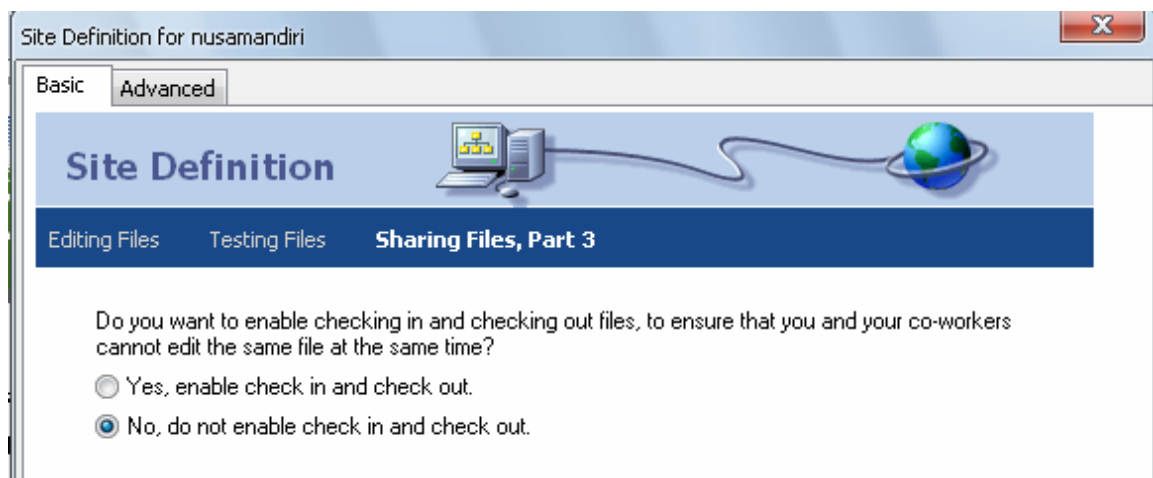 Site Definition for nusamandiri
Basic Advanced
Site Definition
Editing Files Testing Files Sharing Files, Part 3
Do you want to enable checking in and checking out files, to ensure that you and your co-workers
cannot edit the same file at the same time?
Yes, enable check in and check out.
No, do not enable check in and check out.